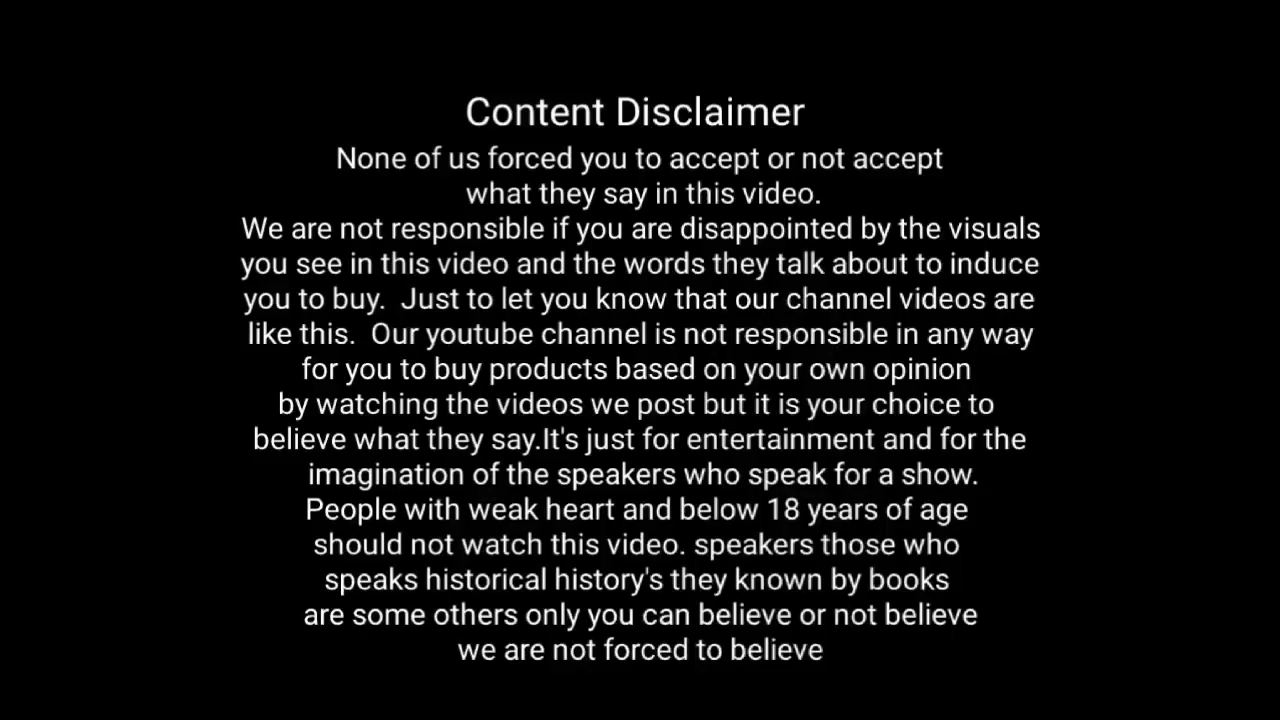 Content Disclaimer
None of us forced you to accept or not accept
what they say in this video.
We are not responsible if you are disappointed by the visuals
you see in this video and the words they talk about to induce
you to buy.  Just to let you know that our channel videos are
like this.  Our youtube channel is not responsible in any way
for you to buy products based on your own opinion
by watching the videos we post but it is your choice to
believe what they say.It's just for entertainment and for the
imagination of the speakers who speak for a show.
People with weak heart and below 18 years of age
should not watch this video. speakers those who
speaks historical history's they known by books
are some others only you can believe or not believe
we are not forced to believe